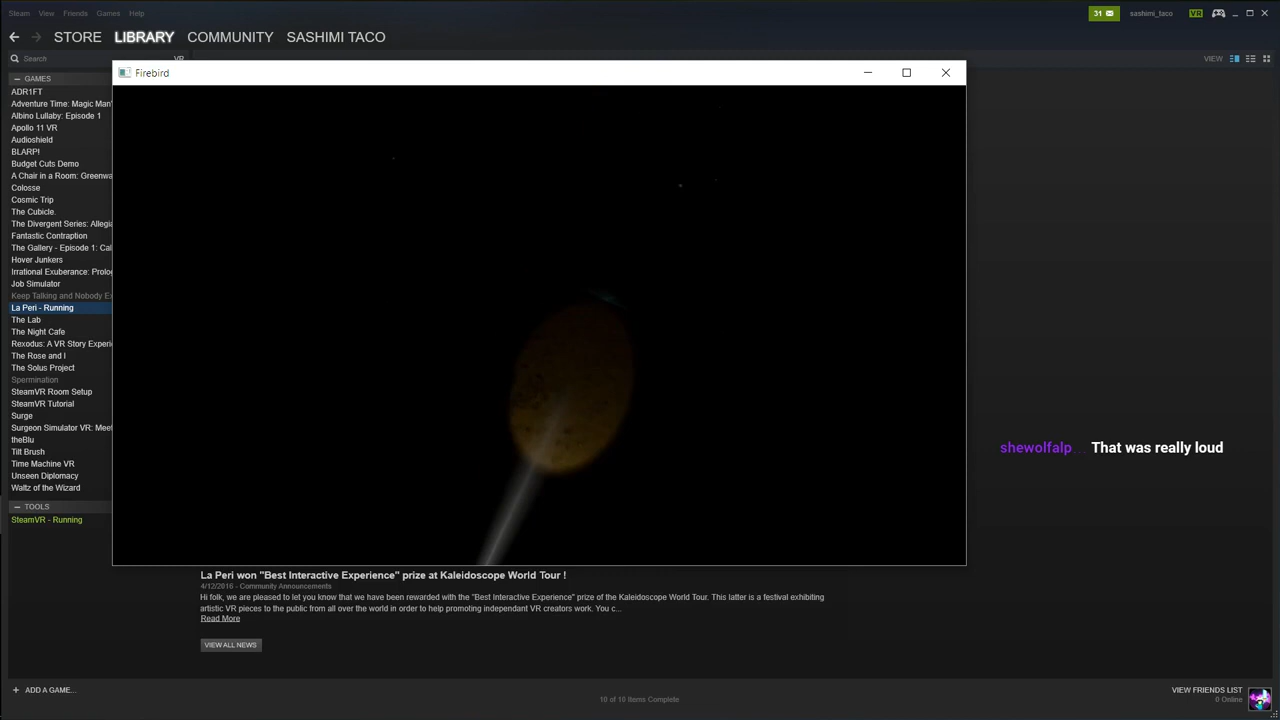 Steam View Friends Games Help
31 sashimi_taco VR
STORE LIBRARY COMMUNITY SASHIMI TACO
Search VR
VIEW
Firebird
GAMES
ADR1FT
Adventure Time: Magic Man'
Albino Lullaby: Episode 1
Apollo 11 VR
Audioshield
BLARP!
Budget Cuts Demo
A Chair in a Room: Greenwa
Colosse
Cosmic Trip
The Cubicle.
The Divergent Series: Allegia
Fantastic Contraption
The Gallery - Episode 1: Cal
Hover Junkers
Irrational Exuberance: Prolog
Job Simulator
Keep Talking and Nobody Ex
La Peri - Running
The Lab
The Night Cafe
Rexodus: A VR Story Experi
The Rose and I
The Solus Project
Spermination
SteamVR Room Setup
SteamVR Tutorial
Surge
Surgeon Simulator VR: Meet
theBlu
Tilt Brush
Time Machine VR
Unseen Diplomacy
Waltz of the Wizard
TOOLS
SteamVR - Running
shewolfalp... That was really loud
La Peri won "Best Interactive Experience" prize at Kaleidoscope World Tour !
4/12/2016 - Community Announcements
Hi folk, we are pleased to let you know that we have been rewarded with the "Best Interactive Experience" prize of the Kaleidoscope World Tour. This latter is a festival exhibiting
artistic VR pieces to the public from all over the world in order to help promoting independant VR creators work. You c...
Read More
VIEW ALL NEWS
+ ADD A GAME...
10 of 10 Items Complete
VIEW FRIENDS LIST
0 Online